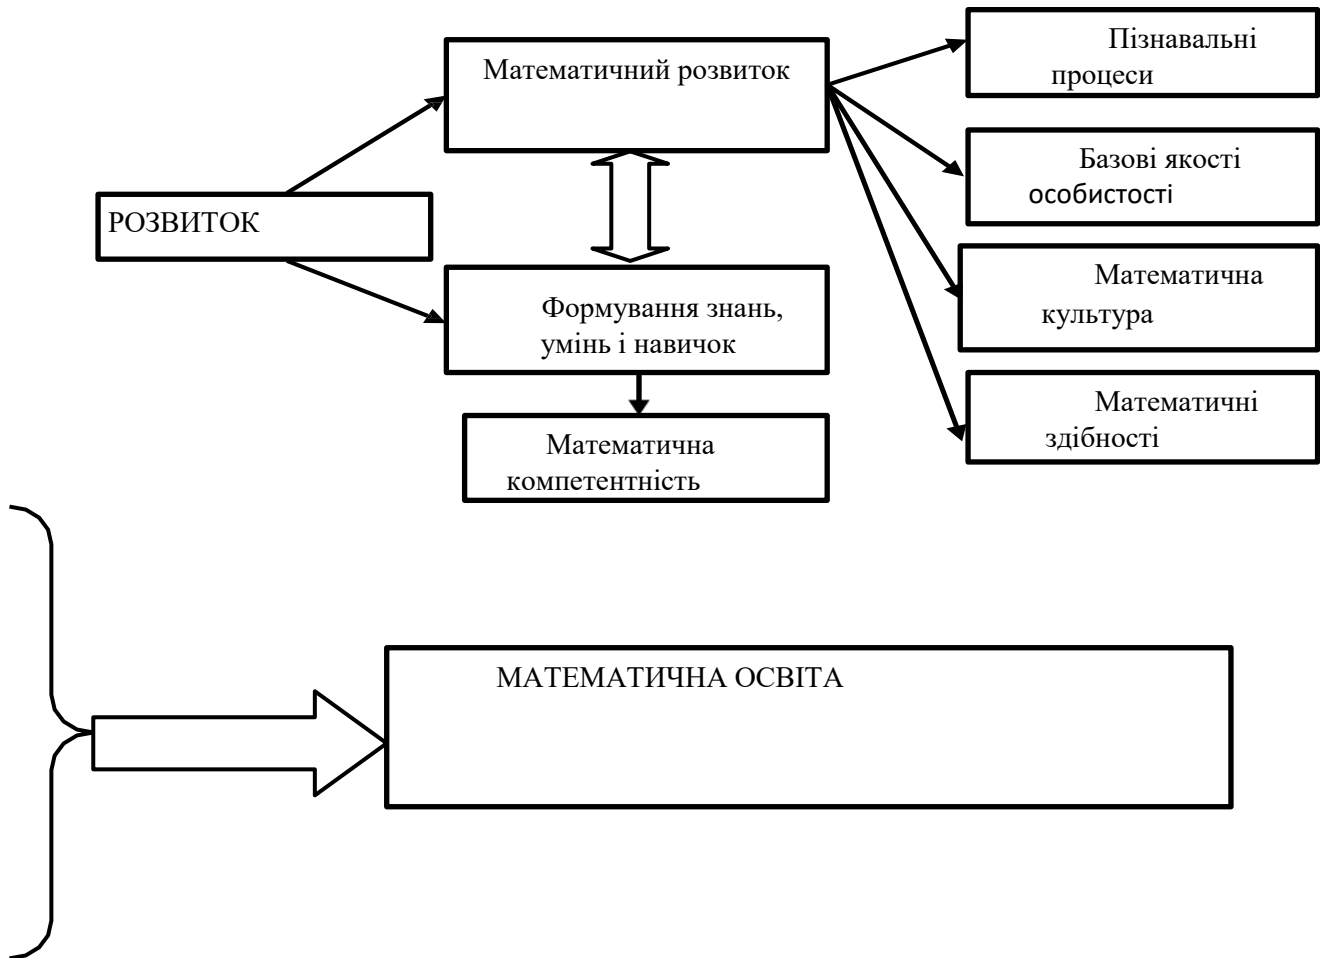 Математичний розвиток
Пізнавальні
процеси
Базові якості
особистості
РОЗВИТОК
Формування знань,
умінь і навичок
Математична
культура
Математична
компетентність
Математичні
здібності
МАТЕМАТИЧНА ОСВІТА